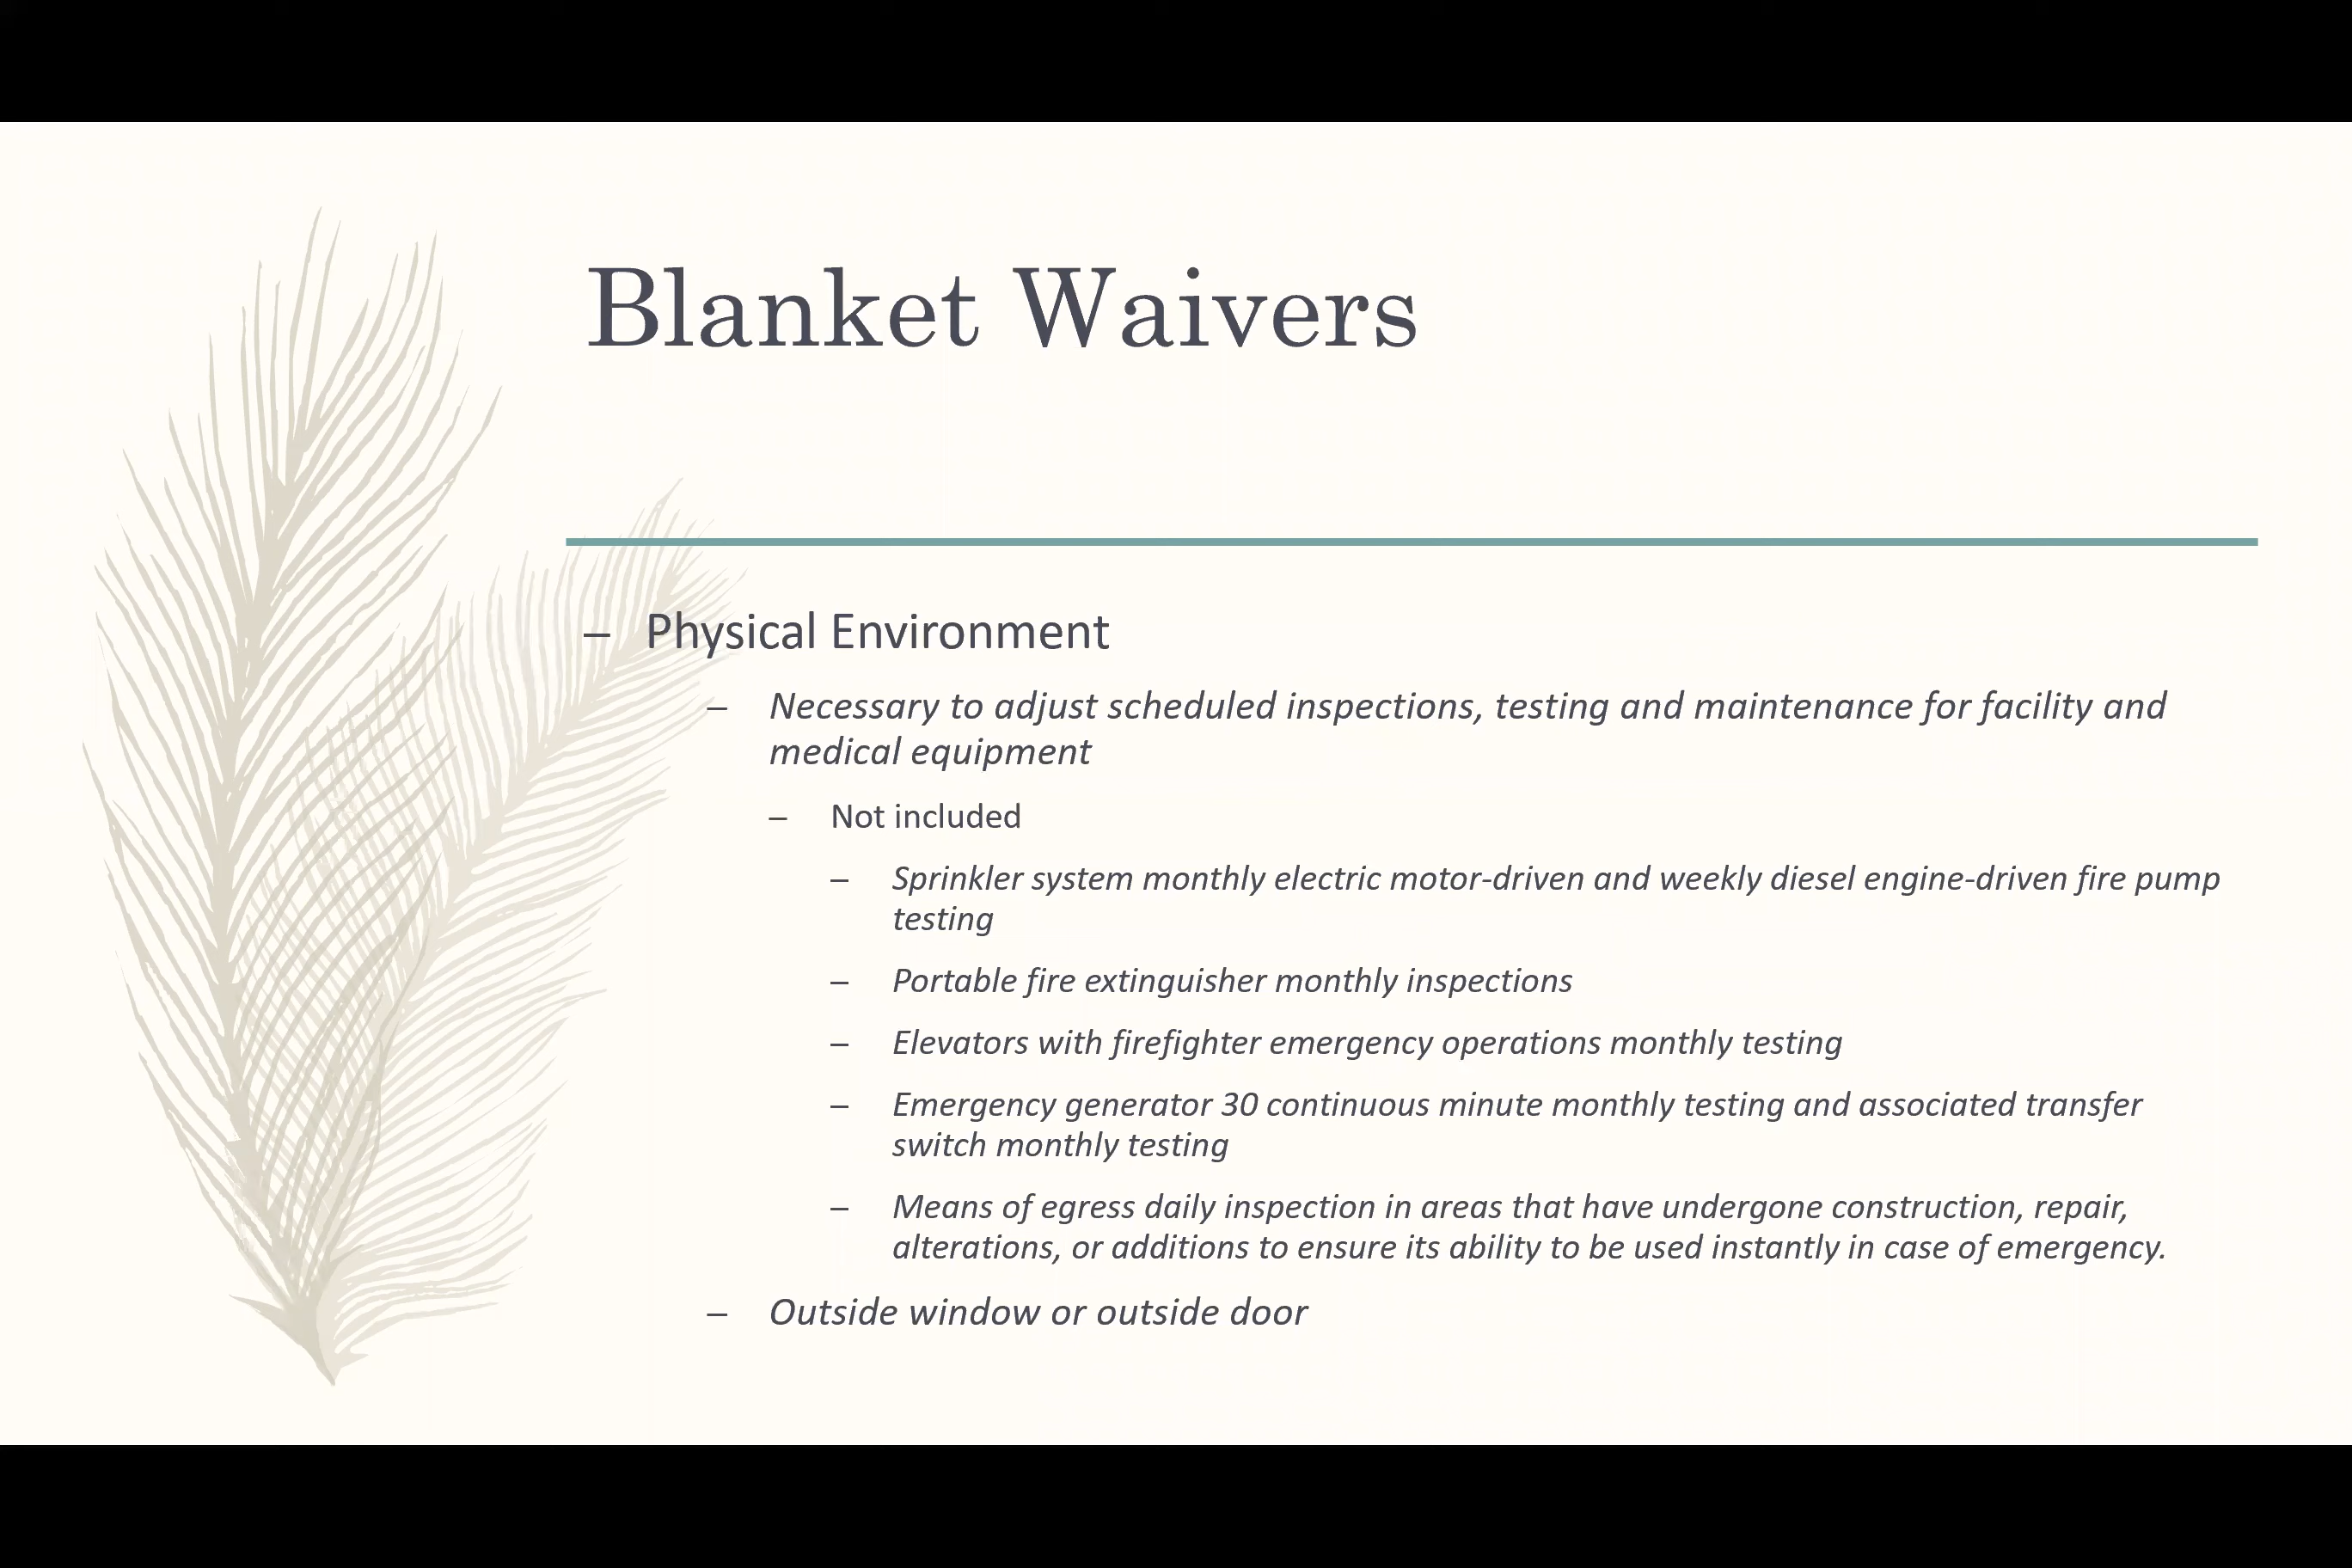 Blanket Waivers
– Physical Environment
– Necessary to adjust scheduled inspections, testing and maintenance for facility and
medical equipment
– Not included
– Sprinkler system monthly electric motor-driven and weekly diesel engine-driven fire pump
testing
– Portable fire extinguisher monthly inspections
– Elevators with firefighter emergency operations monthly testing
– Emergency generator 30 continuous minute monthly testing and associated transfer
switch monthly testing
– Means of egress daily inspection in areas that have undergone construction, repair,
alterations, or additions to ensure its ability to be used instantly in case of emergency.
– Outside window or outside door